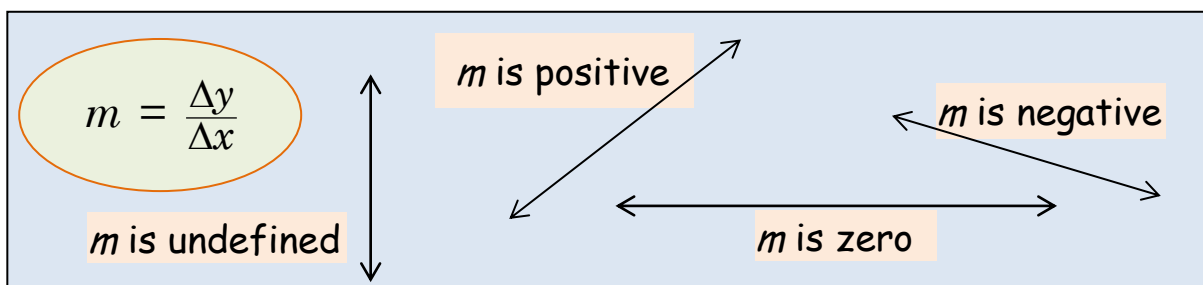 m = Δy/Δx
m is positive
m is negative
m is undefined
m is zero